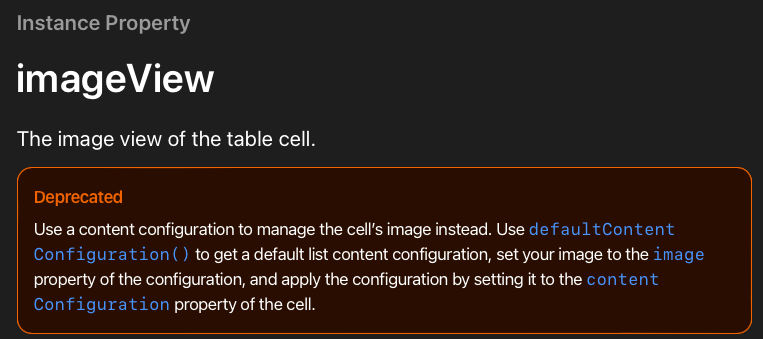 Instance Property
imageView
The image view of the table cell.
Deprecated
Use a content configuration to manage the cell’s image instead. Use defaultContent
Configuration() to get a default list content configuration, set your image to the image
property of the configuration, and apply the configuration by setting it to the content
Configuration property of the cell.